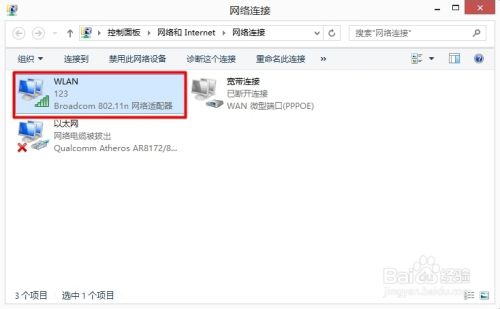 网络连接
控制面板 ▸ 网络和 Internet ▸ 网络连接
搜索"网络连接"
组织 连接到 禁用此网络设备 诊断这个连接 重命名此连接 »
WLAN
123
Broadcom 802.11n 网络适配器
宽带连接
已断开连接
WAN 微型端口(PPPOE)
以太网
网络电缆被拔出
Qualcomm Atheros AR8172/8...
3 个项目 选中 1 个项目
Baidu 经验
jingyan.baidu.com